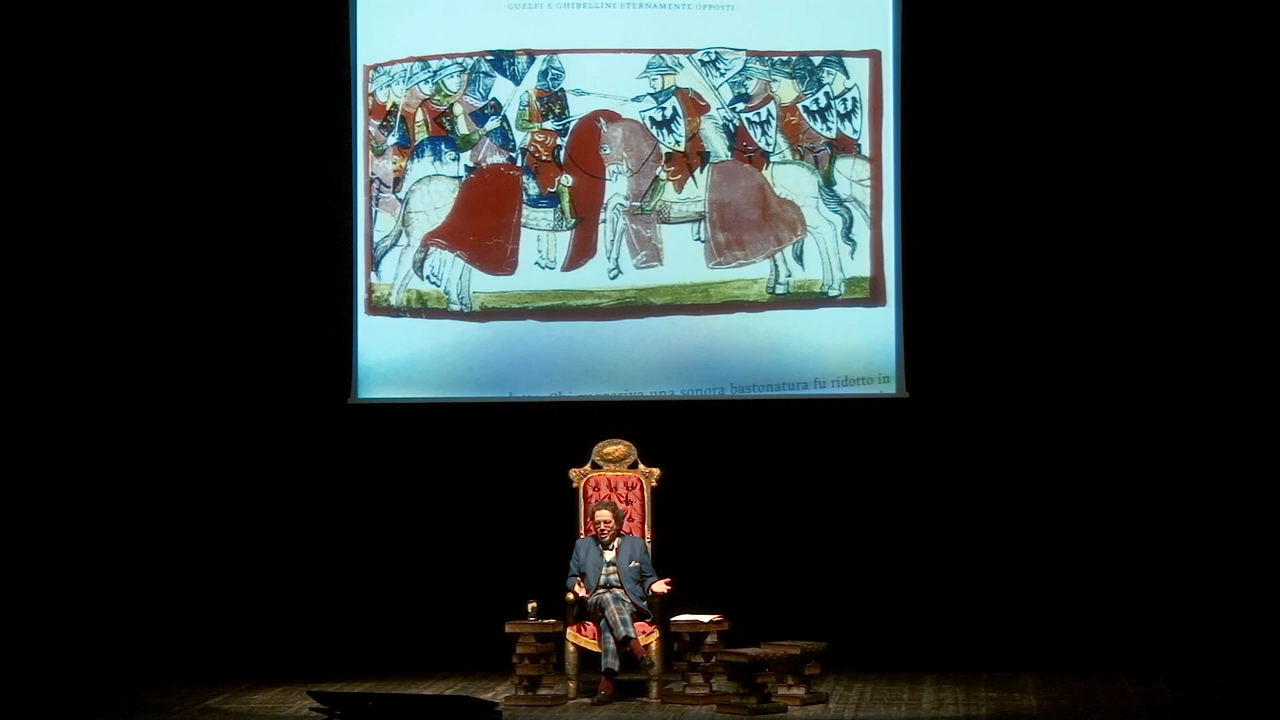 GUELFI E GHIBELLINI ETERNAMENTE OPPOSTI
una sonora bastonatura fu ridotto in